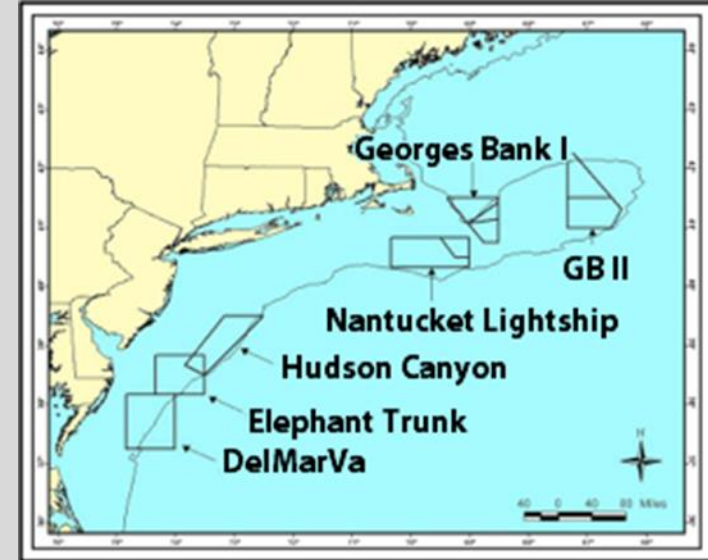 Georges Bank I
GB II
Nantucket Lightship
Hudson Canyon
Elephant Trunk
DelMarVa
N
40 0 40 80 Miles